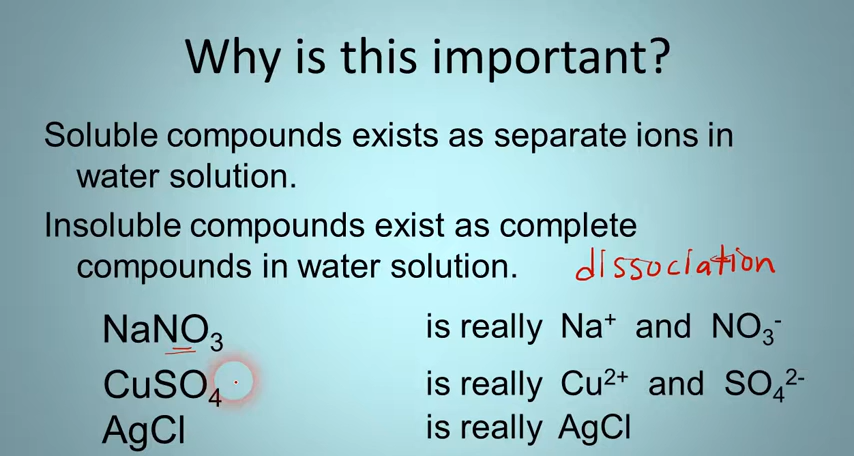 Why is this important?
Soluble compounds exists as separate ions in
water solution.
Insoluble compounds exist as complete
compounds in water solution.
dissociation
NaNO₃ is really Na⁺ and NO₃⁻
CuSO₄ is really Cu²⁺ and SO₄²⁻
AgCl is really AgCl